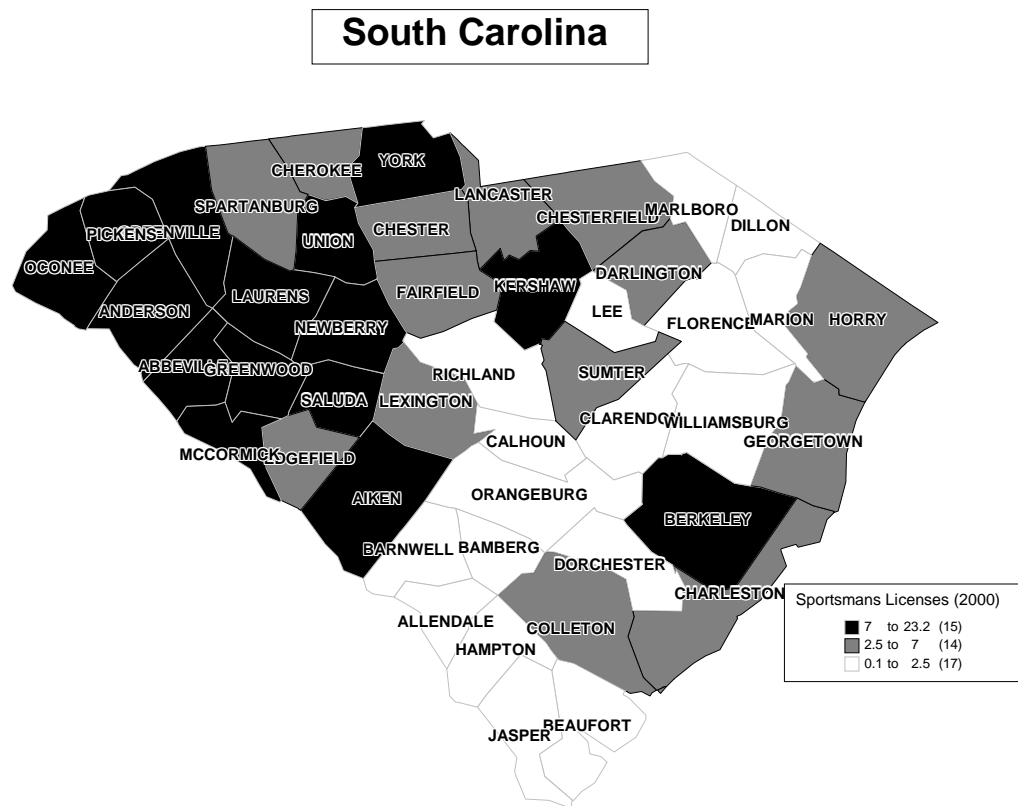 South Carolina
YORK
CHEROKEE
LANCASTER
SPARTANBURG
MARLBORO
CHESTERFIELD
DILLON
CHESTER
PICKENS
GREENVILLE
UNION
OCONEE
DARLINGTON
KERSHAW
FAIRFIELD
LAURENS
ANDERSON
LEE
FLORENCE
MARION
HORRY
NEWBERRY
ABBEVILLE
GREENWOOD
RICHLAND
SUMTER
SALUDA
LEXINGTON
CLARENDON
WILLIAMSBURG
CALHOUN
GEORGETOWN
MCCORMICK
EDGEFIELD
AIKEN
ORANGEBURG
BERKELEY
BARNWELL
BAMBERG
DORCHESTER
CHARLESTON
Sportsmans Licenses (2000)
7 to 23.2 (15)
2.5 to 7 (14)
0.1 to 2.5 (17)
ALLENDALE
COLLETON
HAMPTON
BEAUFORT
JASPER